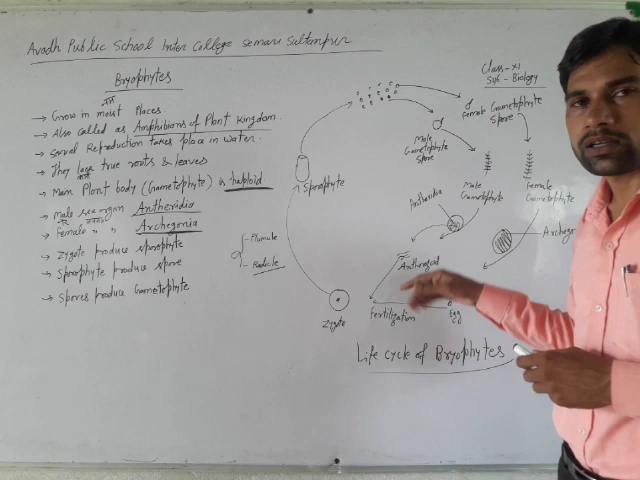 Avadh Public School Inter College Semari Sultanpur
Bryophytes
→ Grow in moist Places.
→ Also called as Amphibions of Plant Kingdom.
→ Sexual Reproduction takes place in water.
→ They lack true roots & leaves
→ Main Plant body (Gametophyte) is haploid
→ Male sex organ Antheridia
→ Female " " Archegonia
→ Zygote produce sporophyte
→ Sporophyte produce spore
→ Spores produce Gametophyte
Plumule
Radicle
Class-XI
Sub - Biology
♂
Female Gametophyte
Spore
Male
Gametophyte
Spore
Sporophyte
Male
Gametophyte
Female
Gametophyte
Antheridia
Archegon
Antherozoid
Zygote
Fertilization
Egg
Life cycle of Bryophytes